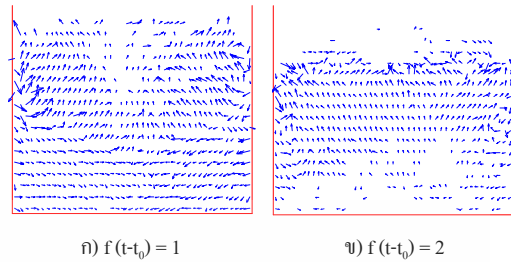 ก) f (t-t₀) = 1
ข) f (t-t₀) = 2